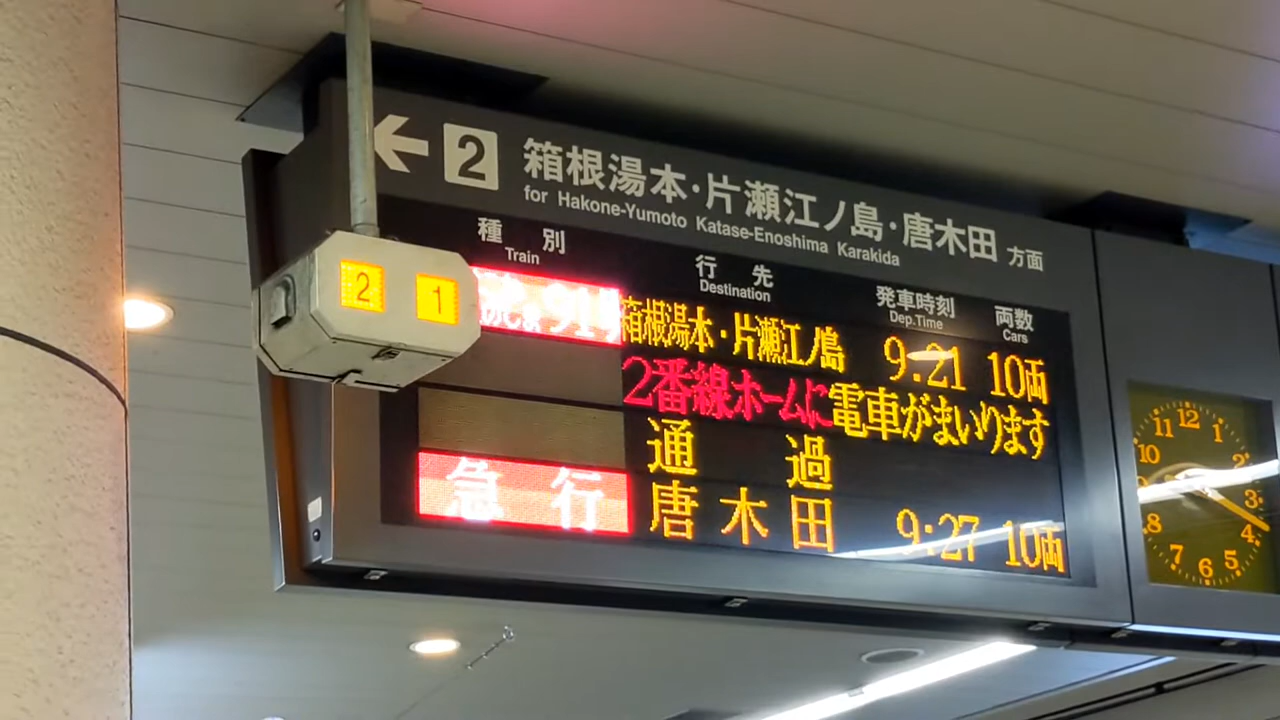 ← 2 箱根湯本・片瀬江ノ島・唐木田 方面
for Hakone-Yumoto Katase-Enoshima Karakida
種別 行先 発車時刻 両数
Train Destination Dep.Time Cars
箱根湯本・片瀬江ノ島 9:21 10両
2番線ホームに電車がまいります
通過
急行 唐木田 9:27 10両
2 1
11 12 1
10 2
9 3
8 4
7 6 5